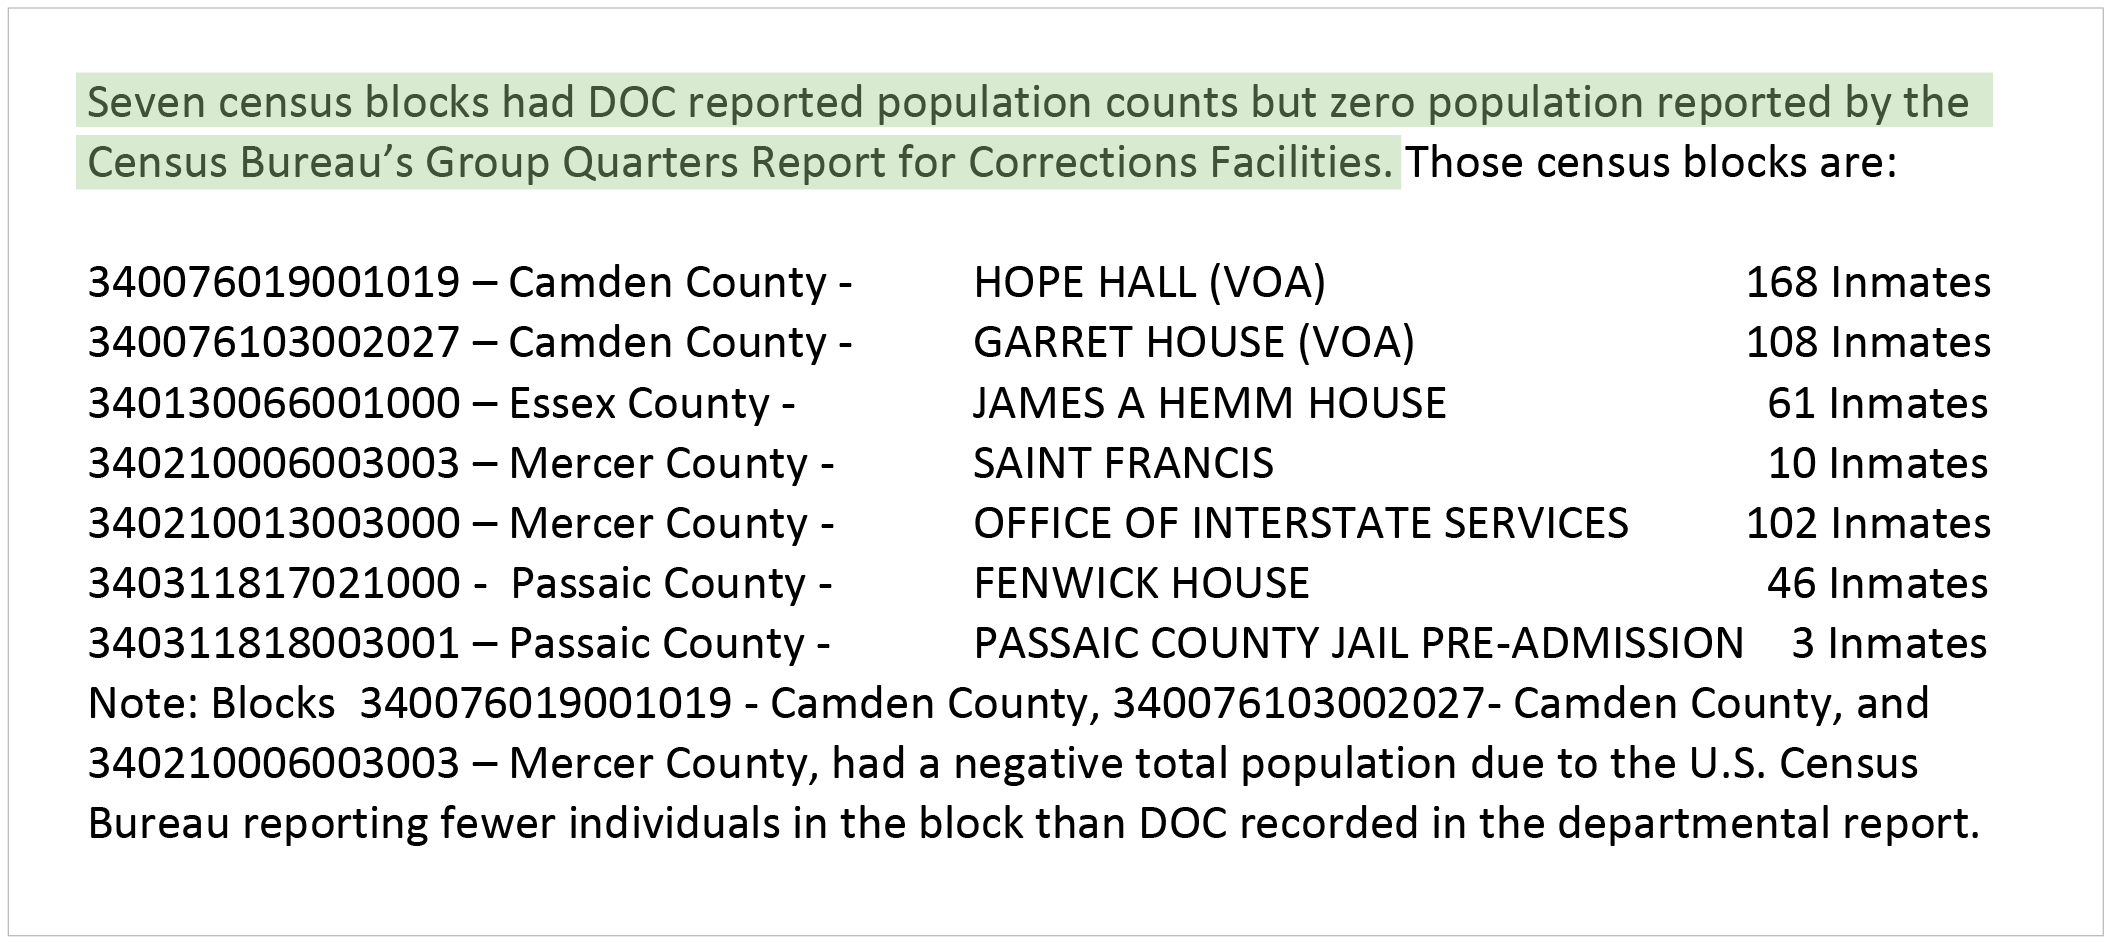 Seven census blocks had DOC reported population counts but zero population reported by the
Census Bureau’s Group Quarters Report for Corrections Facilities. Those census blocks are:
340076019001019 – Camden County - HOPE HALL (VOA) 168 Inmates
340076103002027 – Camden County - GARRET HOUSE (VOA) 108 Inmates
340130066001000 – Essex County - JAMES A HEMM HOUSE 61 Inmates
340210006003003 – Mercer County - SAINT FRANCIS 10 Inmates
340210013003000 – Mercer County - OFFICE OF INTERSTATE SERVICES 102 Inmates
340311817021000 - Passaic County - FENWICK HOUSE 46 Inmates
340311818003001 – Passaic County - PASSAIC COUNTY JAIL PRE-ADMISSION 3 Inmates
Note: Blocks 340076019001019 - Camden County, 340076103002027- Camden County, and
340210006003003 – Mercer County, had a negative total population due to the U.S. Census
Bureau reporting fewer individuals in the block than DOC recorded in the departmental report.